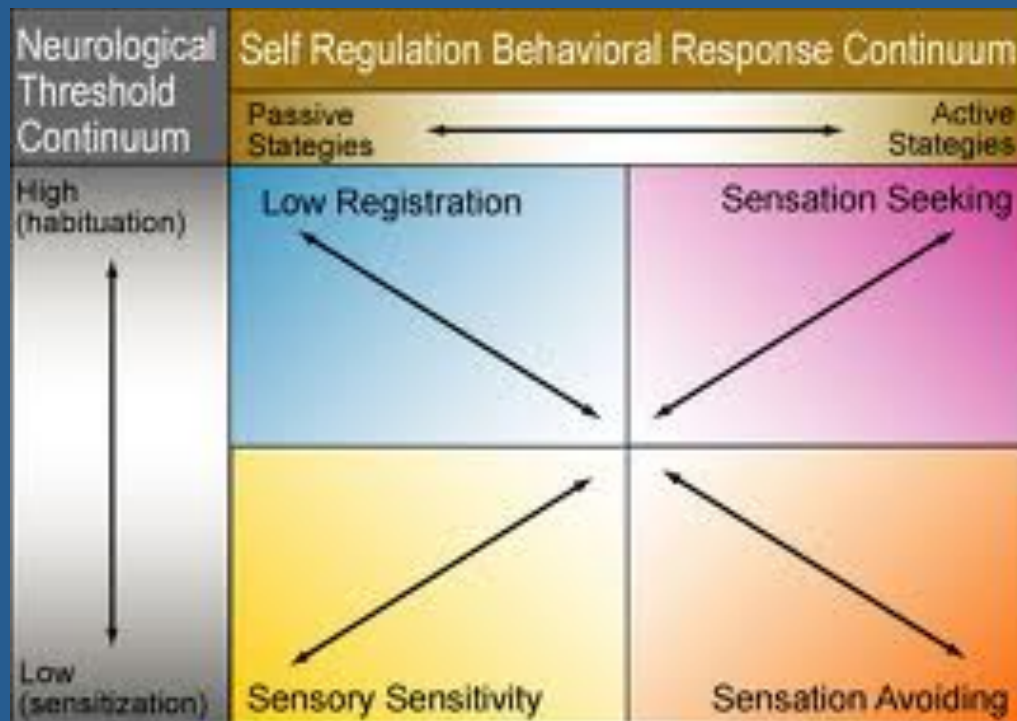 Neurological
Threshold
Continuum
Self Regulation Behavioral Response Continuum
Passive
Stategies
Active
Stategies
High
(habituation)
Low Registration
Sensation Seeking
Low
(sensitization)
Sensory Sensitivity
Sensation Avoiding